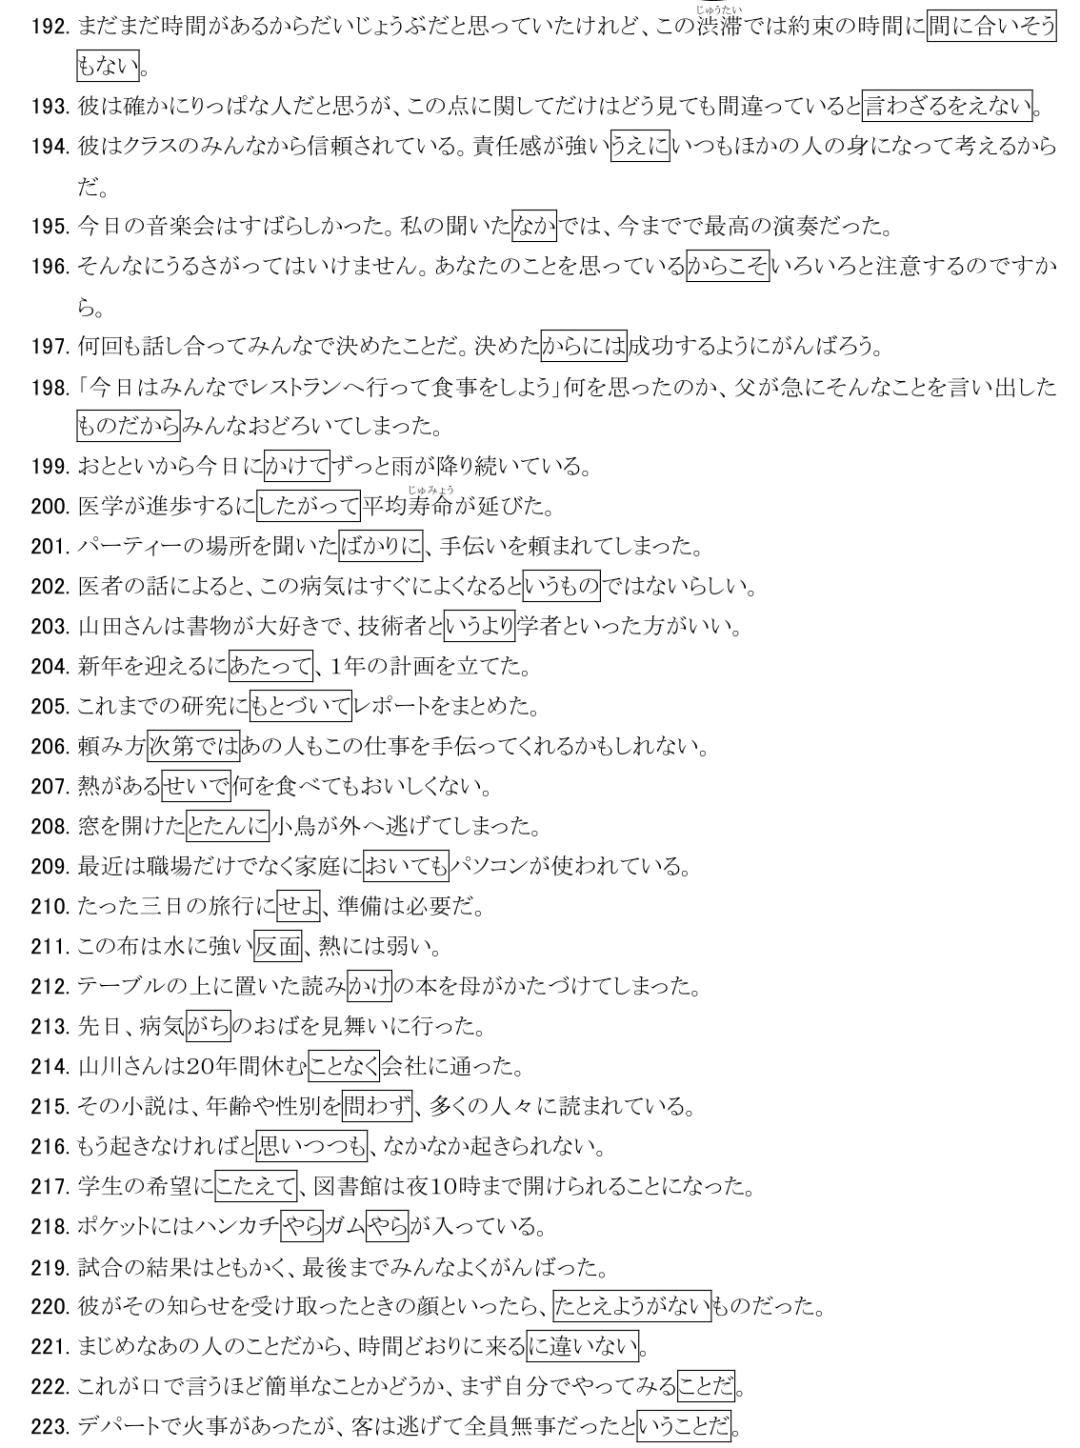 じゅうたい
192. まだまだ時間があるからだいじょうぶだと思っていたけれど、この渋滞では約束の時間に間に合いそう
もない。
193. 彼は確かにりっぱな人だと思うが、この点に関してだけはどう見ても間違っていると言わざるをえない。
194. 彼はクラスのみんなから信頼されている。責任感が強いうえにいつもほかの人の身になって考えるから
だ。
195. 今日の音楽会はすばらしかった。私の聞いたなかでは、今までで最高の演奏だった。
196. そんなにうるさがってはいけません。あなたのことを思っているからこそいろいろと注意するのですか
ら。
197. 何回も話し合ってみんなで決めたことだ。決めたからには成功するようにがんばろう。
198. 「今日はみんなでレストランへ行って食事をしよう」何を思ったのか、父が急にそんなことを言い出した
ものだからみんなおどろいてしまった。
199. おとといから今日にかけてずっと雨が降り続いている。
じゅみょう
200. 医学が進歩するにしたがって平均寿命が延びた。
201. パーティーの場所を聞いたばかりに、手伝いを頼まれてしまった。
202. 医者の話によると、この病気はすぐによくなるというものではないらしい。
203. 山田さんは書物が大好きで、技術者というより学者といった方がいい。
204. 新年を迎えるにあたって、1年の計画を立てた。
205. これまでの研究にもとづいてレポートをまとめた。
206. 頼み方次第ではあの人もこの仕事を手伝ってくれるかもしれない。
207. 熱があるせいで何を食べてもおいしくない。
208. 窓を開けたとたんに小鳥が外へ逃げてしまった。
209. 最近は職場だけでなく家庭においてもパソコンが使われている。
210. たった三日の旅行にせよ、準備は必要だ。
211. この布は水に強い反面、熱には弱い。
212. テーブルの上に置いた読みかけの本を母がかたづけてしまった。
213. 先日、病気がちのおばを見舞いに行った。
214. 山川さんは20年間休むことなく会社に通った。
215. その小説は、年齢や性別を問わず、多くの人々に読まれている。
216. もう起きなければと思いつつも、なかなか起きられない。
217. 学生の希望にこたえて、図書館は夜10時まで開けられることになった。
218. ポケットにはハンカチやらガムやらが入っている。
219. 試合の結果はともかく、最後までみんなよくがんばった。
220. 彼がその知らせを受け取ったときの顔といったら、たとえようがないものだった。
221. まじめなあの人のことだから、時間どおりに来るに違いない。
222. これが口で言うほど簡単なことかどうか、まず自分でやってみることだ。
223. デパートで火事があったが、客は逃げて全員無事だったということだ。